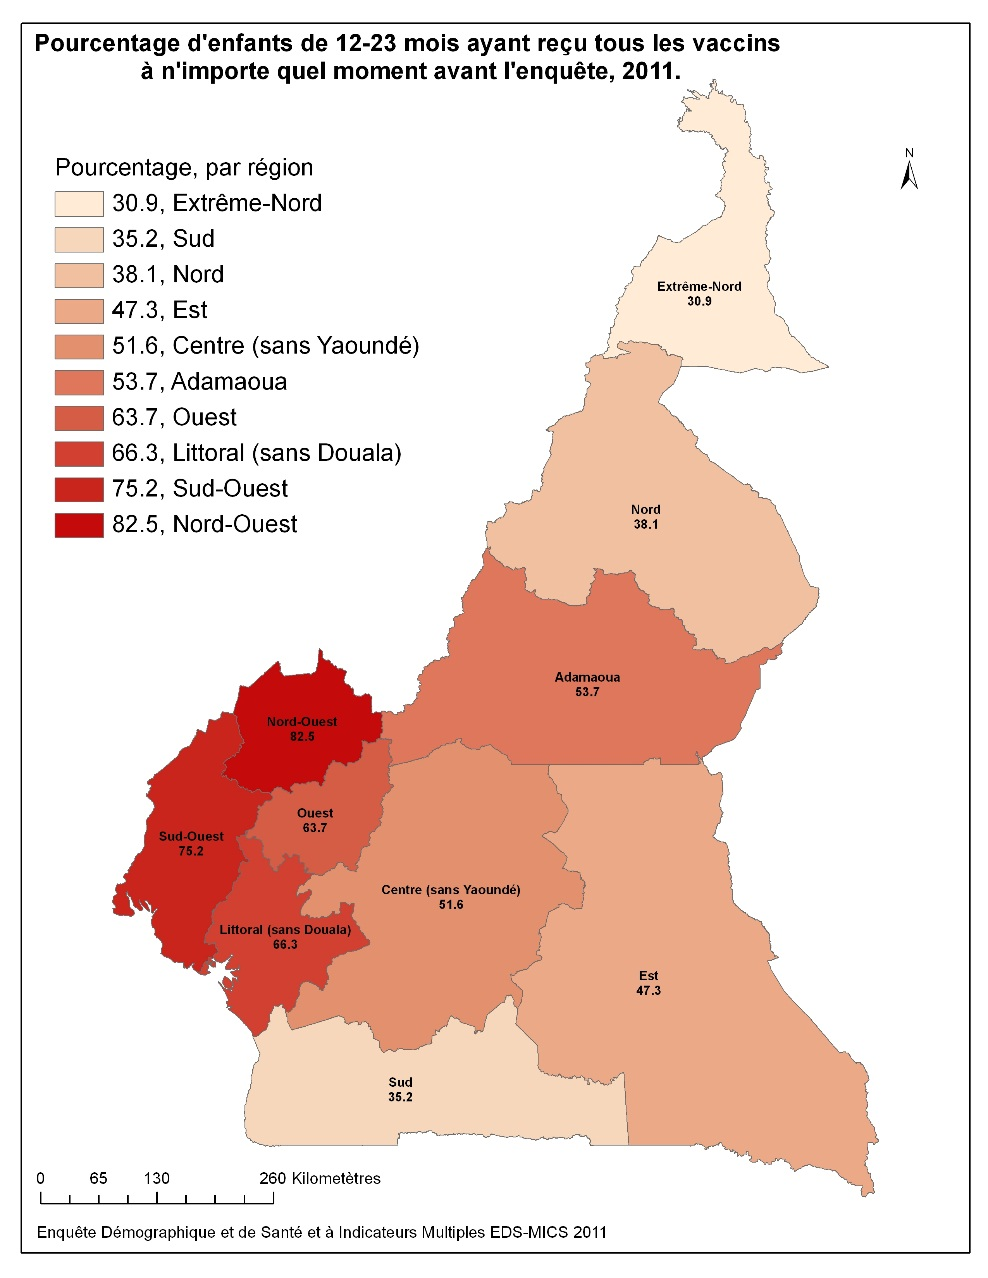 Pourcentage d'enfants de 12-23 mois ayant reçu tous les vaccins
à n'importe quel moment avant l'enquête, 2011.
N
Pourcentage, par région
30.9, Extrême-Nord
35.2, Sud
38.1, Nord
47.3, Est
51.6, Centre (sans Yaoundé)
53.7, Adamaoua
63.7, Ouest
66.3, Littoral (sans Douala)
75.2, Sud-Ouest
82.5, Nord-Ouest
Extrême-Nord
30.9
Nord
38.1
Adamaoua
53.7
Nord-Ouest
82.5
Ouest
63.7
Sud-Ouest
75.2
Centre (sans Yaoundé)
51.6
Littoral (sans Douala)
66.3
Est
47.3
Sud
35.2
0 65 130 260 Kilometètres
Enquête Démographique et de Santé et à Indicateurs Multiples EDS-MICS 2011